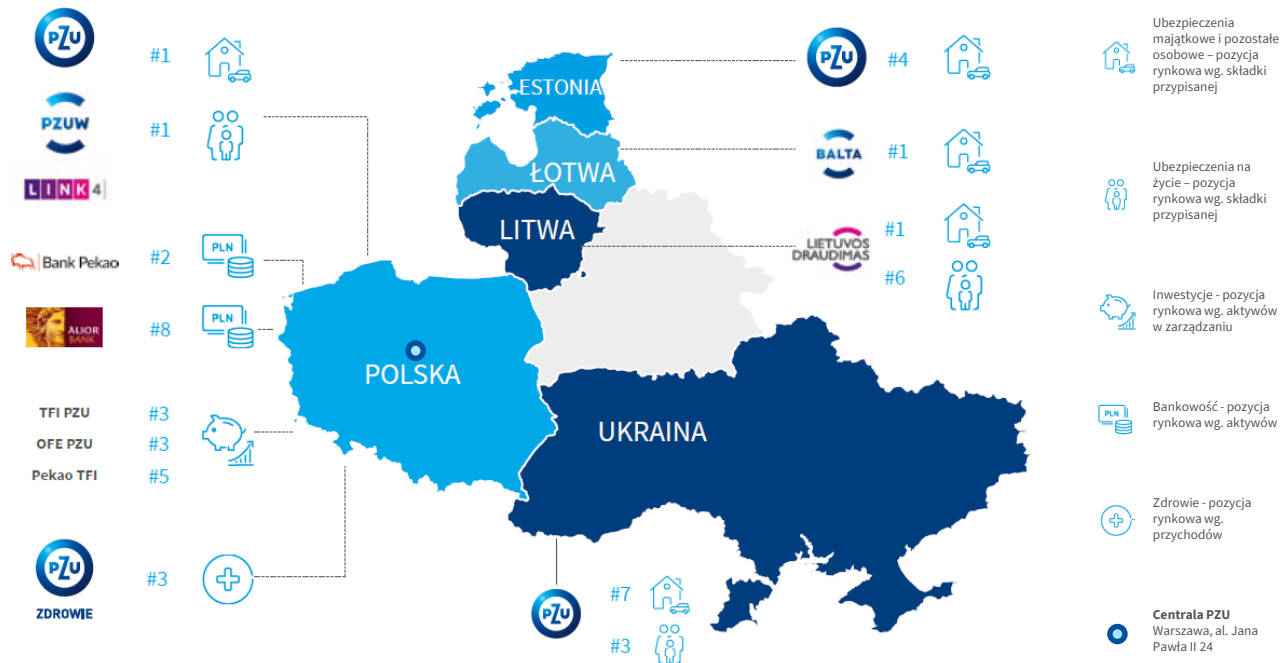 PZU
#1
PZUW
#1
LINK 4
Bank Pekao
#2
PLN
ALIOR
BANK
#8
PLN
TFI PZU
#3
OFE PZU
#3
Pekao TFI
#5
PZU
ZDROWIE
#3
ESTONIA
ŁOTWA
LITWA
POLSKA
UKRAINA
PZU
#7
#3
PZU
#4
BALTA
#1
LIETUVOS
DRAUDIMAS
#1
#6
Ubezpieczenia
majątkowe i pozostałe
osobowe – pozycja
rynkowa wg. składki
przypisanej
Ubezpieczenia na
życie – pozycja
rynkowa wg. składki
przypisanej
Inwestycje - pozycja
rynkowa wg. aktywów
w zarządzaniu
PLN
Bankowość - pozycja
rynkowa wg. aktywów
Zdrowie - pozycja
rynkowa wg.
przychodów
Centrala PZU
Warszawa, al. Jana
Pawła II 24